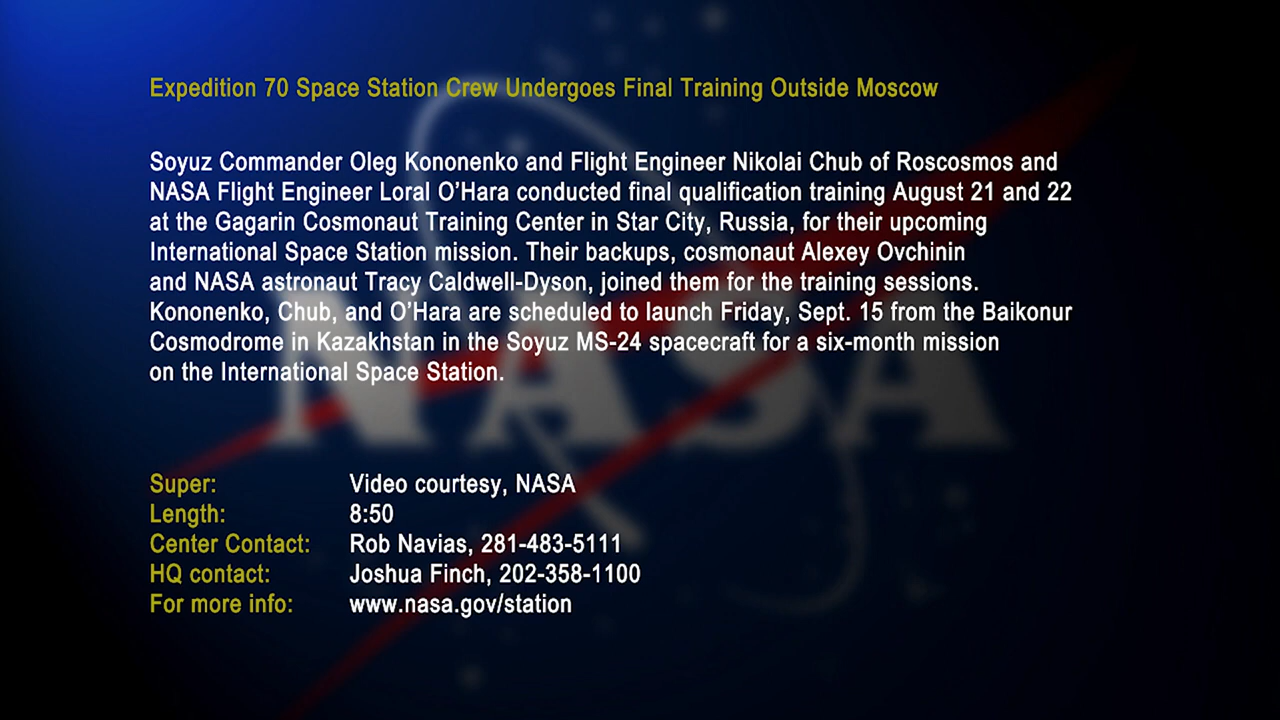 Expedition 70 Space Station Crew Undergoes Final Training Outside Moscow
Soyuz Commander Oleg Kononenko and Flight Engineer Nikolai Chub of Roscosmos and
NASA Flight Engineer Loral O’Hara conducted final qualification training August 21 and 22
at the Gagarin Cosmonaut Training Center in Star City, Russia, for their upcoming
International Space Station mission. Their backups, cosmonaut Alexey Ovchinin
and NASA astronaut Tracy Caldwell-Dyson, joined them for the training sessions.
Kononenko, Chub, and O’Hara are scheduled to launch Friday, Sept. 15 from the Baikonur
Cosmodrome in Kazakhstan in the Soyuz MS-24 spacecraft for a six-month mission
on the International Space Station.
NASA
Super: Video courtesy, NASA
Length: 8:50
Center Contact: Rob Navias, 281-483-5111
HQ contact: Joshua Finch, 202-358-1100
For more info: www.nasa.gov/station